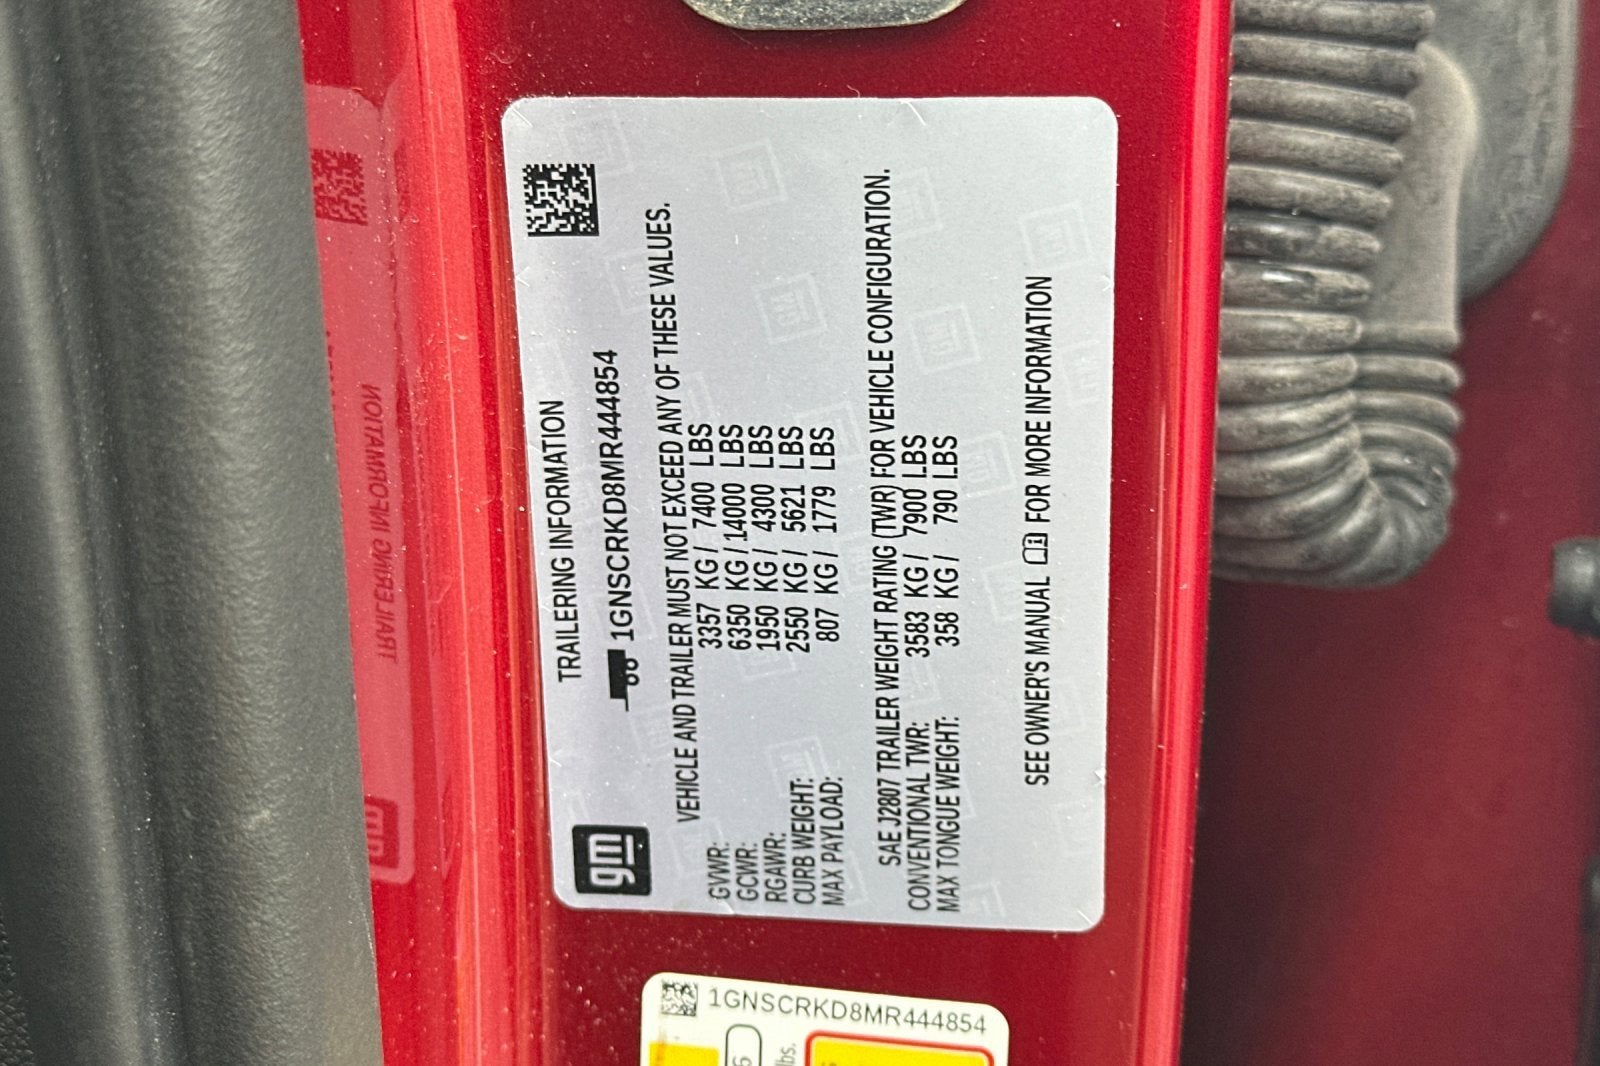 gm
TRAILERING INFORMATION
1GNSCRKD8MR444854
VEHICLE AND TRAILER MUST NOT EXCEED ANY OF THESE VALUES.
GVWR: 3357 KG / 7400 LBS
GCWR: 6350 KG / 14000 LBS
RGAWR: 1950 KG / 4300 LBS
CURB WEIGHT: 2550 KG / 5621 LBS
MAX PAYLOAD: 807 KG / 1779 LBS
SAE J2807 TRAILER WEIGHT RATING (TWR) FOR VEHICLE CONFIGURATION.
CONVENTIONAL TWR: 3583 KG / 7900 LBS
MAX TONGUE WEIGHT: 358 KG / 790 LBS
SEE OWNER'S MANUAL FOR MORE INFORMATION
1GNSCRKD8MR444854
lbs.